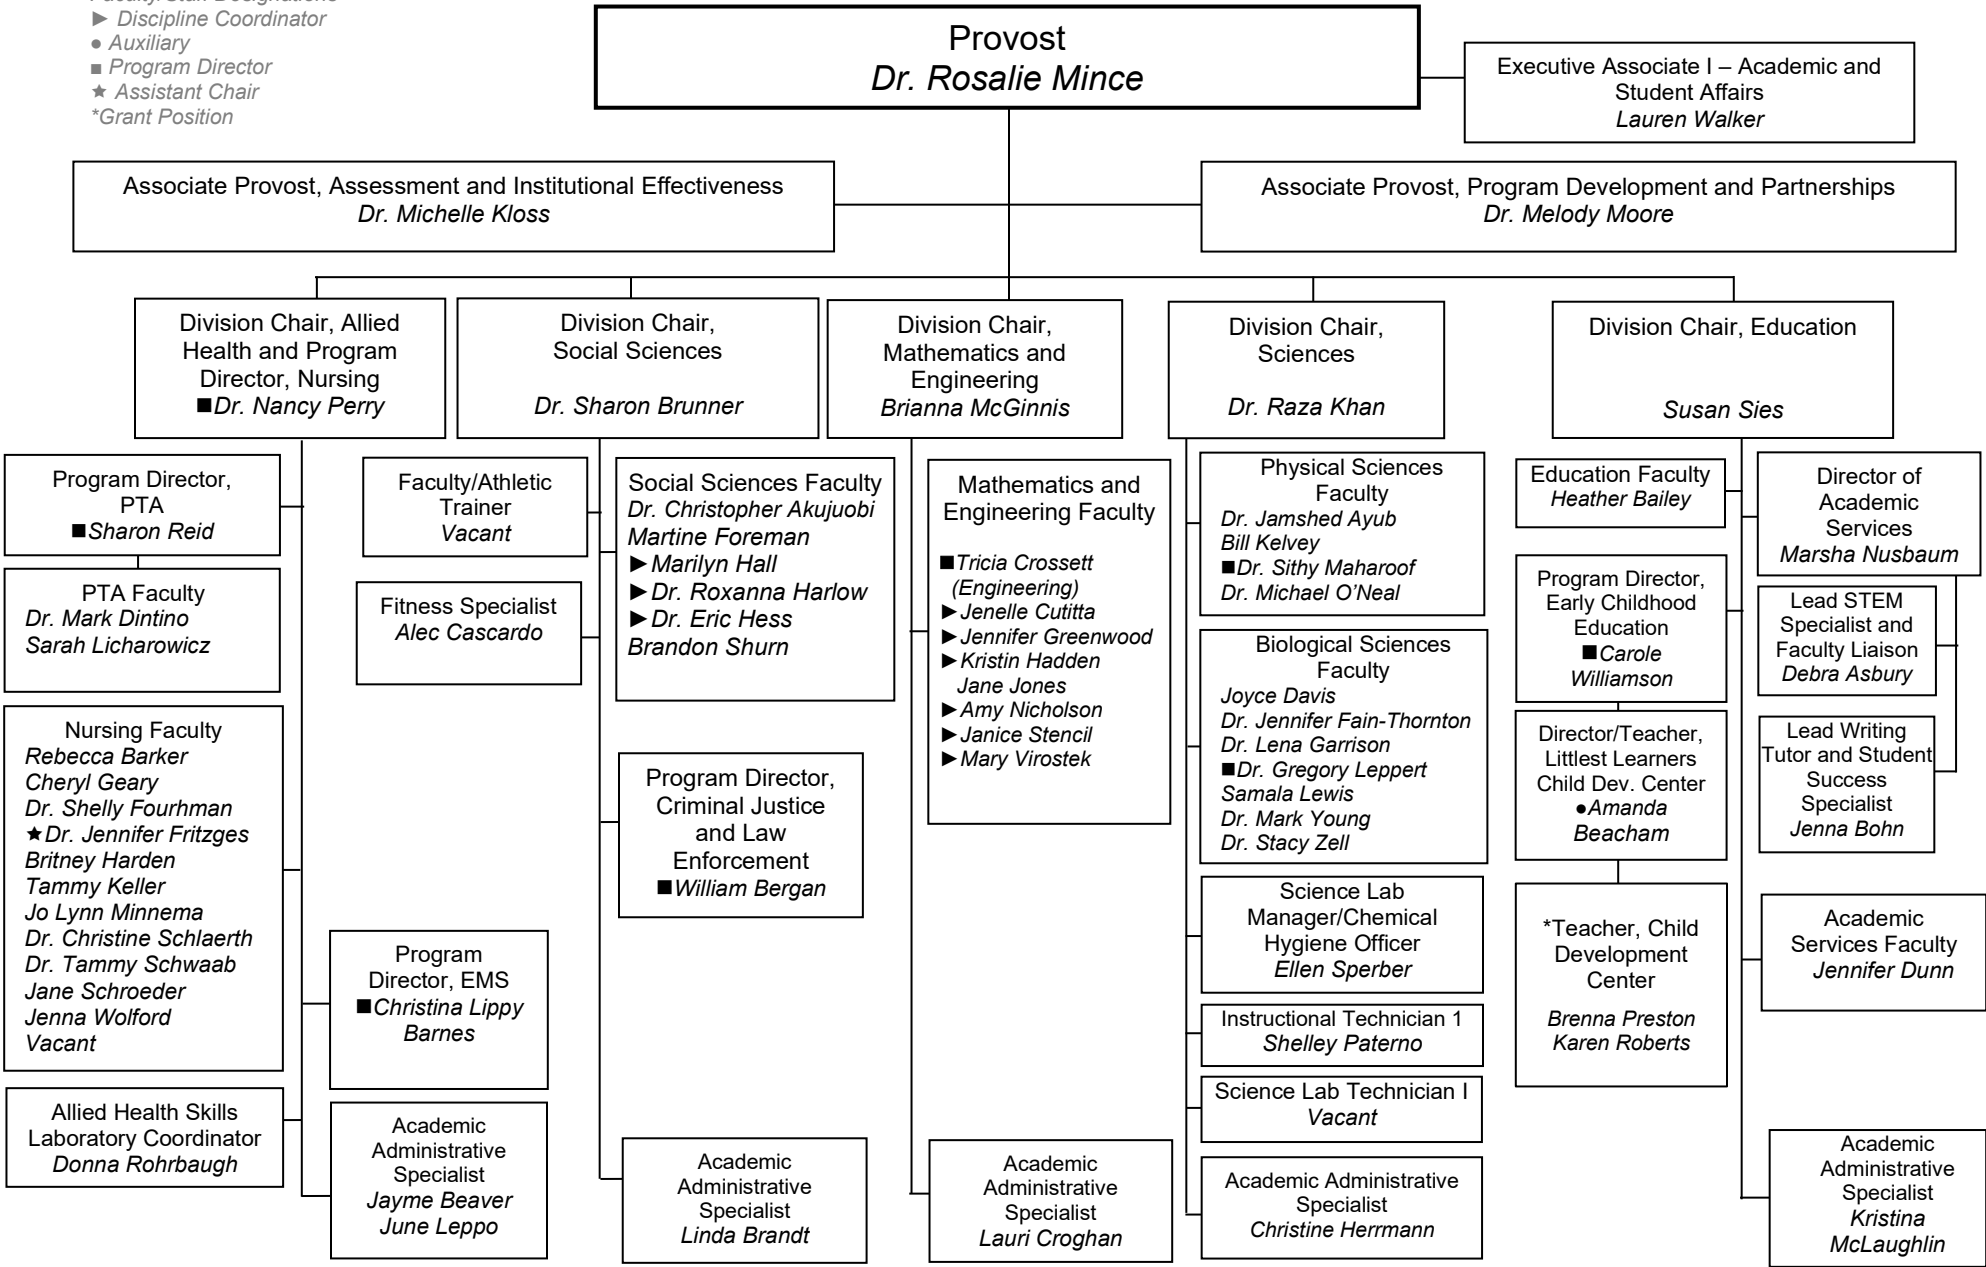 Faculty/Staff Designations
► Discipline Coordinator
● Auxiliary
■ Program Director
★ Assistant Chair
*Grant Position
Provost
Dr. Rosalie Mince
Executive Associate I – Academic and
Student Affairs
Lauren Walker
Associate Provost, Assessment and Institutional Effectiveness
Dr. Michelle Kloss
Associate Provost, Program Development and Partnerships
Dr. Melody Moore
Division Chair, Allied
Health and Program
Director, Nursing
■Dr. Nancy Perry
Division Chair,
Social Sciences
Dr. Sharon Brunner
Division Chair,
Mathematics and
Engineering
Brianna McGinnis
Division Chair,
Sciences
Dr. Raza Khan
Division Chair, Education
Susan Sies
Program Director,
PTA
■Sharon Reid
PTA Faculty
Dr. Mark Dintino
Sarah Licharowicz
Nursing Faculty
Rebecca Barker
Cheryl Geary
Dr. Shelly Fourhman
★Dr. Jennifer Fritzges
Britney Harden
Tammy Keller
Jo Lynn Minnema
Dr. Christine Schlaerth
Dr. Tammy Schwaab
Jane Schroeder
Jenna Wolford
Vacant
Allied Health Skills
Laboratory Coordinator
Donna Rohrbaugh
Program
Director, EMS
■Christina Lippy
Barnes
Academic
Administrative
Specialist
Jayme Beaver
June Leppo
Faculty/Athletic
Trainer
Vacant
Fitness Specialist
Alec Cascardo
Social Sciences Faculty
Dr. Christopher Akujuobi
Martine Foreman
►Marilyn Hall
►Dr. Roxanna Harlow
►Dr. Eric Hess
Brandon Shurn
Program Director,
Criminal Justice
and Law
Enforcement
■William Bergan
Academic
Administrative
Specialist
Linda Brandt
Mathematics and
Engineering Faculty
■Tricia Crossett
(Engineering)
►Jenelle Cutitta
►Jennifer Greenwood
►Kristin Hadden
Jane Jones
►Amy Nicholson
►Janice Stencil
►Mary Virostek
Academic
Administrative
Specialist
Lauri Croghan
Physical Sciences
Faculty
Dr. Jamshed Ayub
Bill Kelvey
■Dr. Sithy Maharoof
Dr. Michael O’Neal
Biological Sciences
Faculty
Joyce Davis
Dr. Jennifer Fain-Thornton
Dr. Lena Garrison
■Dr. Gregory Leppert
Samala Lewis
Dr. Mark Young
Dr. Stacy Zell
Science Lab
Manager/Chemical
Hygiene Officer
Ellen Sperber
Instructional Technician 1
Shelley Paterno
Science Lab Technician I
Vacant
Academic Administrative
Specialist
Christine Herrmann
Education Faculty
Heather Bailey
Program Director,
Early Childhood
Education
■Carole
Williamson
Director/Teacher,
Littlest Learners
Child Dev. Center
●Amanda
Beacham
*Teacher, Child
Development
Center
Brenna Preston
Karen Roberts
Director of
Academic
Services
Marsha Nusbaum
Lead STEM
Specialist and
Faculty Liaison
Debra Asbury
Lead Writing
Tutor and Student
Success
Specialist
Jenna Bohn
Academic
Services Faculty
Jennifer Dunn
Academic
Administrative
Specialist
Kristina
McLaughlin